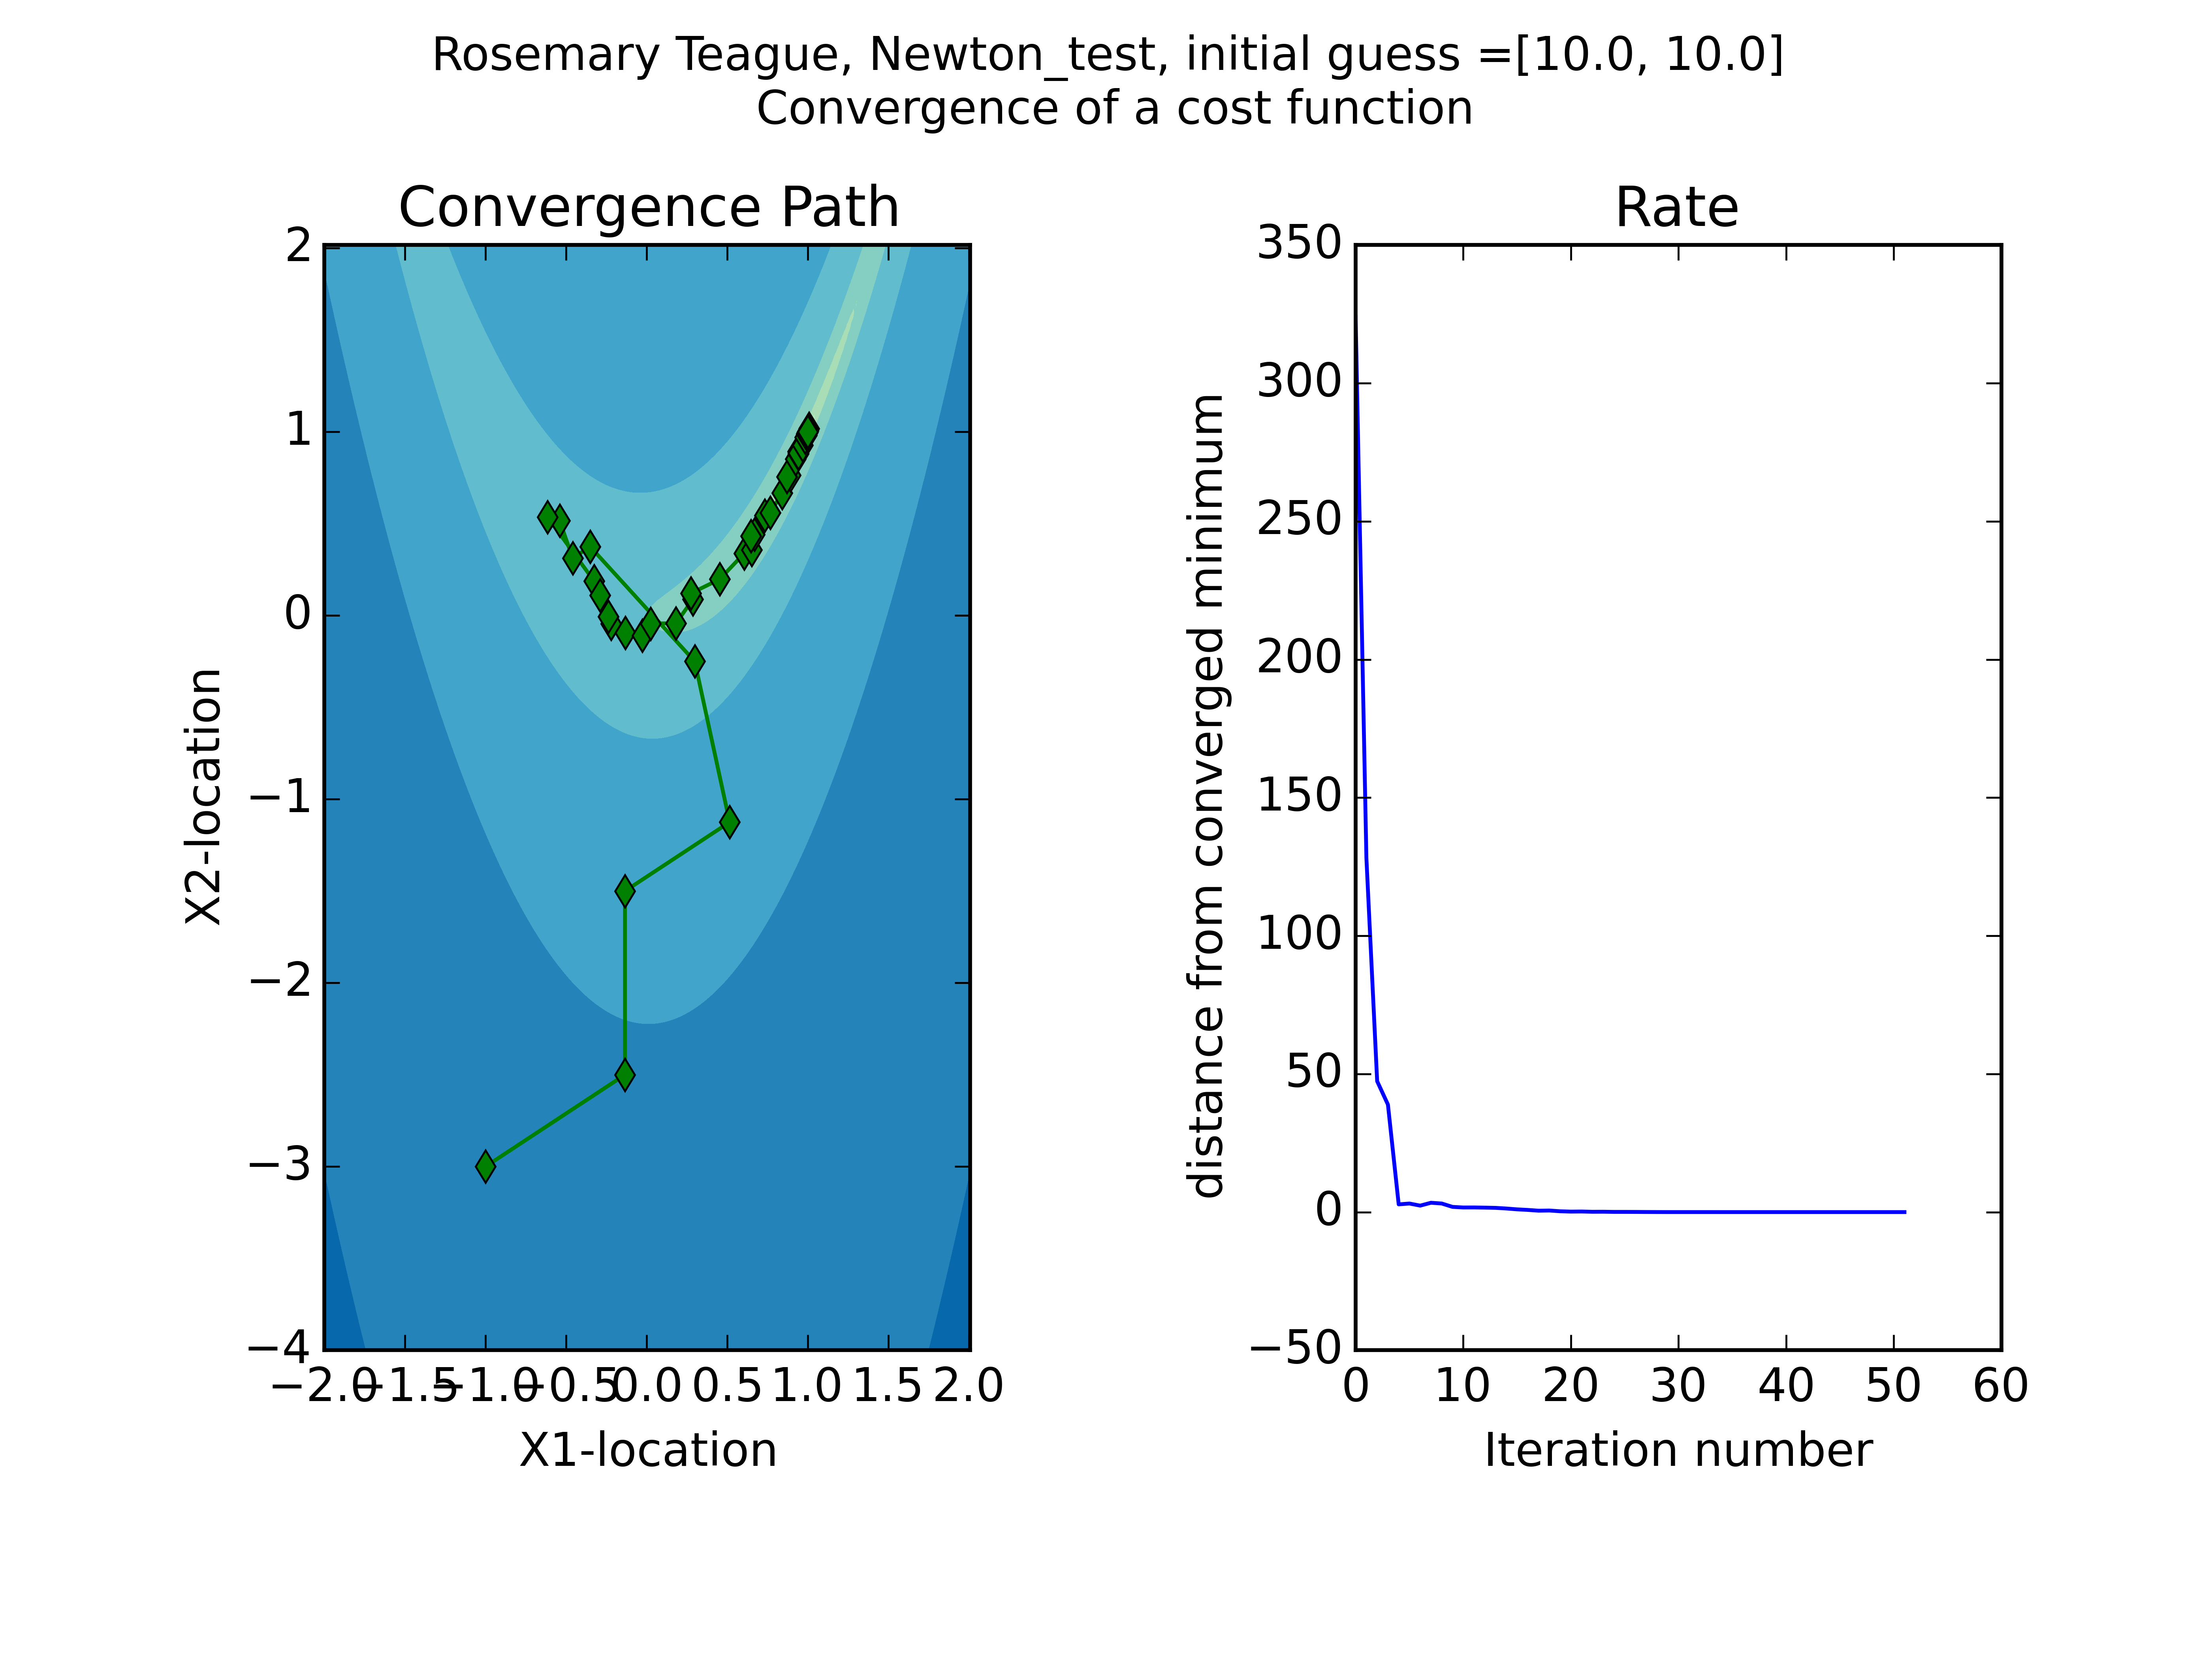 Rosemary Teague, Newton_test, initial guess =[10.0, 10.0]
Convergence of a cost function
Convergence Path
2
1
0
−1
−2
−3
−4
X2-location
−2.0 −1.5 −1.0 −0.5 0.0 0.5 1.0 1.5 2.0
X1-location
Rate
350
300
250
200
150
100
50
0
−50
distance from converged minimum
0 10 20 30 40 50 60
Iteration number